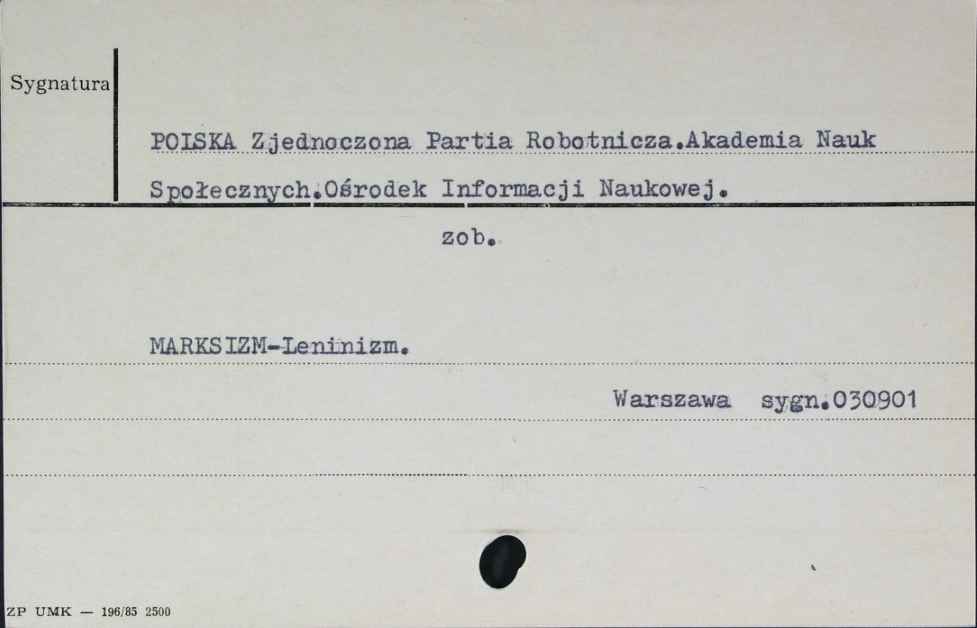 Sygnatura
POLSKA Zjednoczona Partia Robotnicza.Akademia Nauk
Społecznych.Ośrodek Informacji Naukowej.
zob.
MARKSIZM-Leninizm.
Warszawa sygn.030901
ZP UMK — 196/85 2500